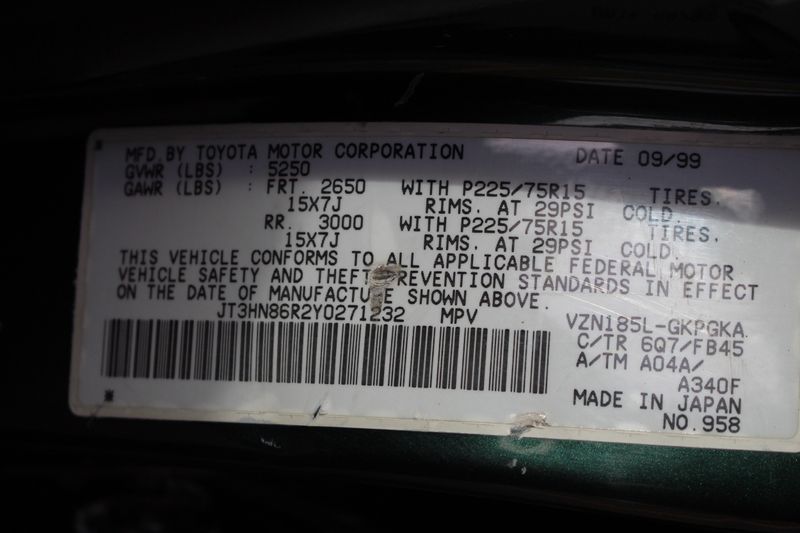 MFD.BY TOYOTA MOTOR CORPORATION DATE 09/99
GVWR (LBS) : 5250
GAWR (LBS) : FRT. 2650 WITH P225/75R15 TIRES.
15X7J RIMS. AT 29PSI COLD.
RR. 3000 WITH P225/75R15 TIRES.
15X7J RIMS. AT 29PSI COLD.
THIS VEHICLE CONFORMS TO ALL APPLICABLE FEDERAL MOTOR
VEHICLE SAFETY AND THEFT PREVENTION STANDARDS IN EFFECT
ON THE DATE OF MANUFACTURE SHOWN ABOVE.
JT3HN86R2Y0271232 MPV VZN185L-GKPGKA
C/TR 6Q7/FB45
A/TM A04A/
A340F
MADE IN JAPAN
NO.958